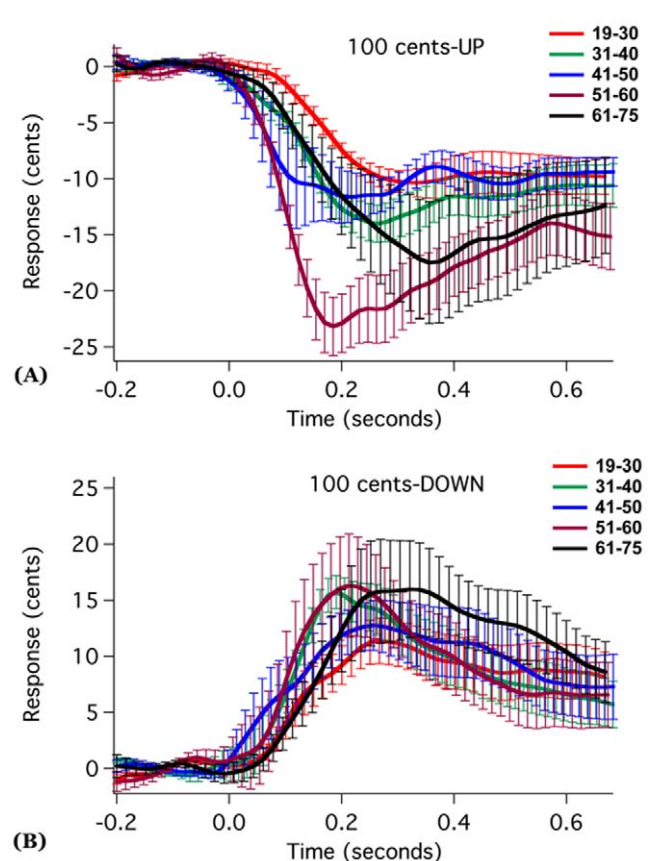 100 cents-UP
19-30
31-40
41-50
51-60
61-75
0
-5
-10
-15
-20
-25
Response (cents)
-0.2 0.0 0.2 0.4 0.6
Time (seconds)
(A)
100 cents-DOWN
19-30
31-40
41-50
51-60
61-75
25
20
15
10
5
0
Response (cents)
-0.2 0.0 0.2 0.4 0.6
Time (seconds)
(B)